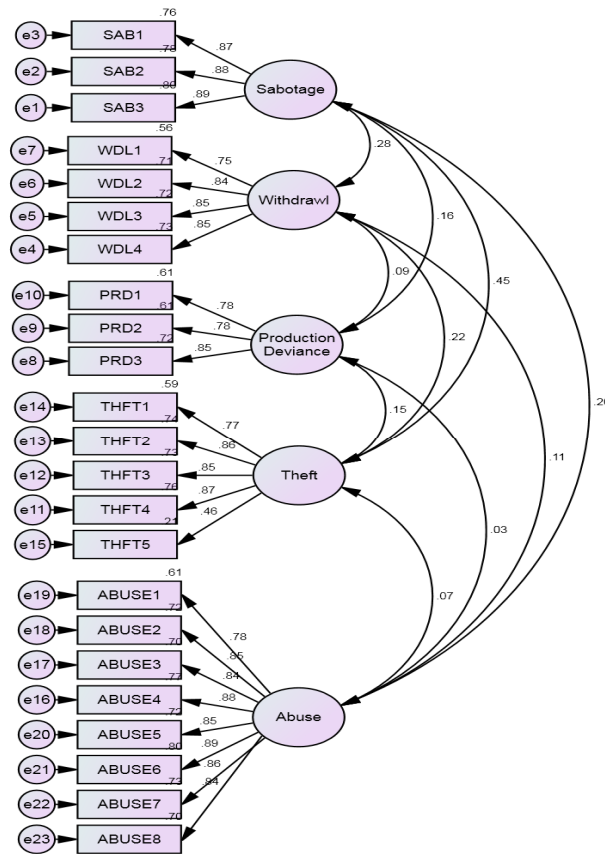 .76
e3 SAB1 .87
.78
e2 SAB2 .88
.80
e1 SAB3 .89
Sabotage
.28
.56
e7 WDL1 .75
.71
e6 WDL2 .84
.72
e5 WDL3 .85
.73
e4 WDL4 .85
Withdrawl
.16
.09
.45
.61
e10 PRD1 .78
.61
e9 PRD2 .78
.72
e8 PRD3 .85
Production
Deviance
.22
.15
.59
e14 THFT1 .77
.74
e13 THFT2 .86
.73
e12 THFT3 .85
.76
e11 THFT4 .87
.21
e15 THFT5 .46
Theft
.11
.03
.07
.61
e19 ABUSE1 .78
.72
e18 ABUSE2 .85
.70
e17 ABUSE3 .84
.77
e16 ABUSE4 .88
.72
e20 ABUSE5 .85
.80
e21 ABUSE6 .89
.73
e22 ABUSE7 .86
.70
e23 ABUSE8 .84
Abuse